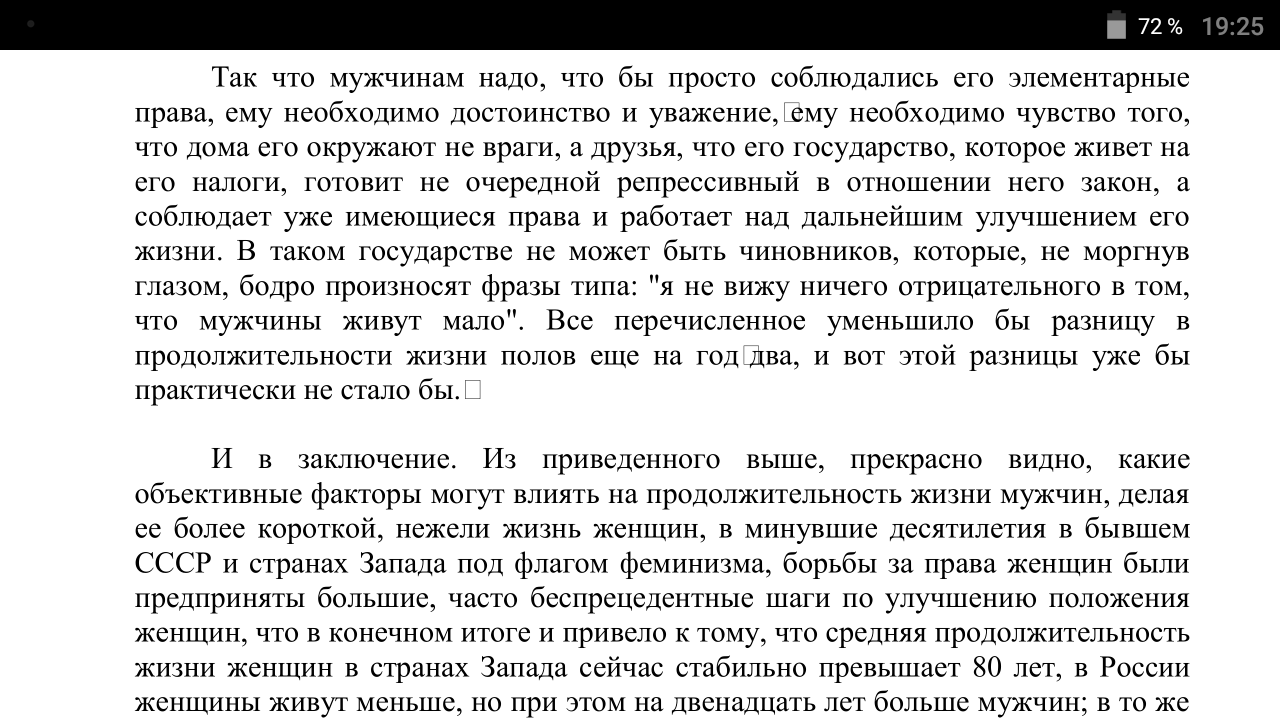 72 % 19:25
Так что мужчинам надо, что бы просто соблюдались его элементарные
права, ему необходимо достоинство и уважение, ему необходимо чувство того,
что дома его окружают не враги, а друзья, что его государство, которое живет на
его налоги, готовит не очередной репрессивный в отношении него закон, а
соблюдает уже имеющиеся права и работает над дальнейшим улучшением его
жизни. В таком государстве не может быть чиновников, которые, не моргнув
глазом, бодро произносят фразы типа: "я не вижу ничего отрицательного в том,
что мужчины живут мало". Все перечисленное уменьшило бы разницу в
продолжительности жизни полов еще на год два, и вот этой разницы уже бы
практически не стало бы.
И в заключение. Из приведенного выше, прекрасно видно, какие
объективные факторы могут влиять на продолжительность жизни мужчин, делая
ее более короткой, нежели жизнь женщин, в минувшие десятилетия в бывшем
СССР и странах Запада под флагом феминизма, борьбы за права женщин были
предприняты большие, часто беспрецедентные шаги по улучшению положения
женщин, что в конечном итоге и привело к тому, что средняя продолжительность
жизни женщин в странах Запада сейчас стабильно превышает 80 лет, в России
женщины живут меньше, но при этом на двенадцать лет больше мужчин; в то же